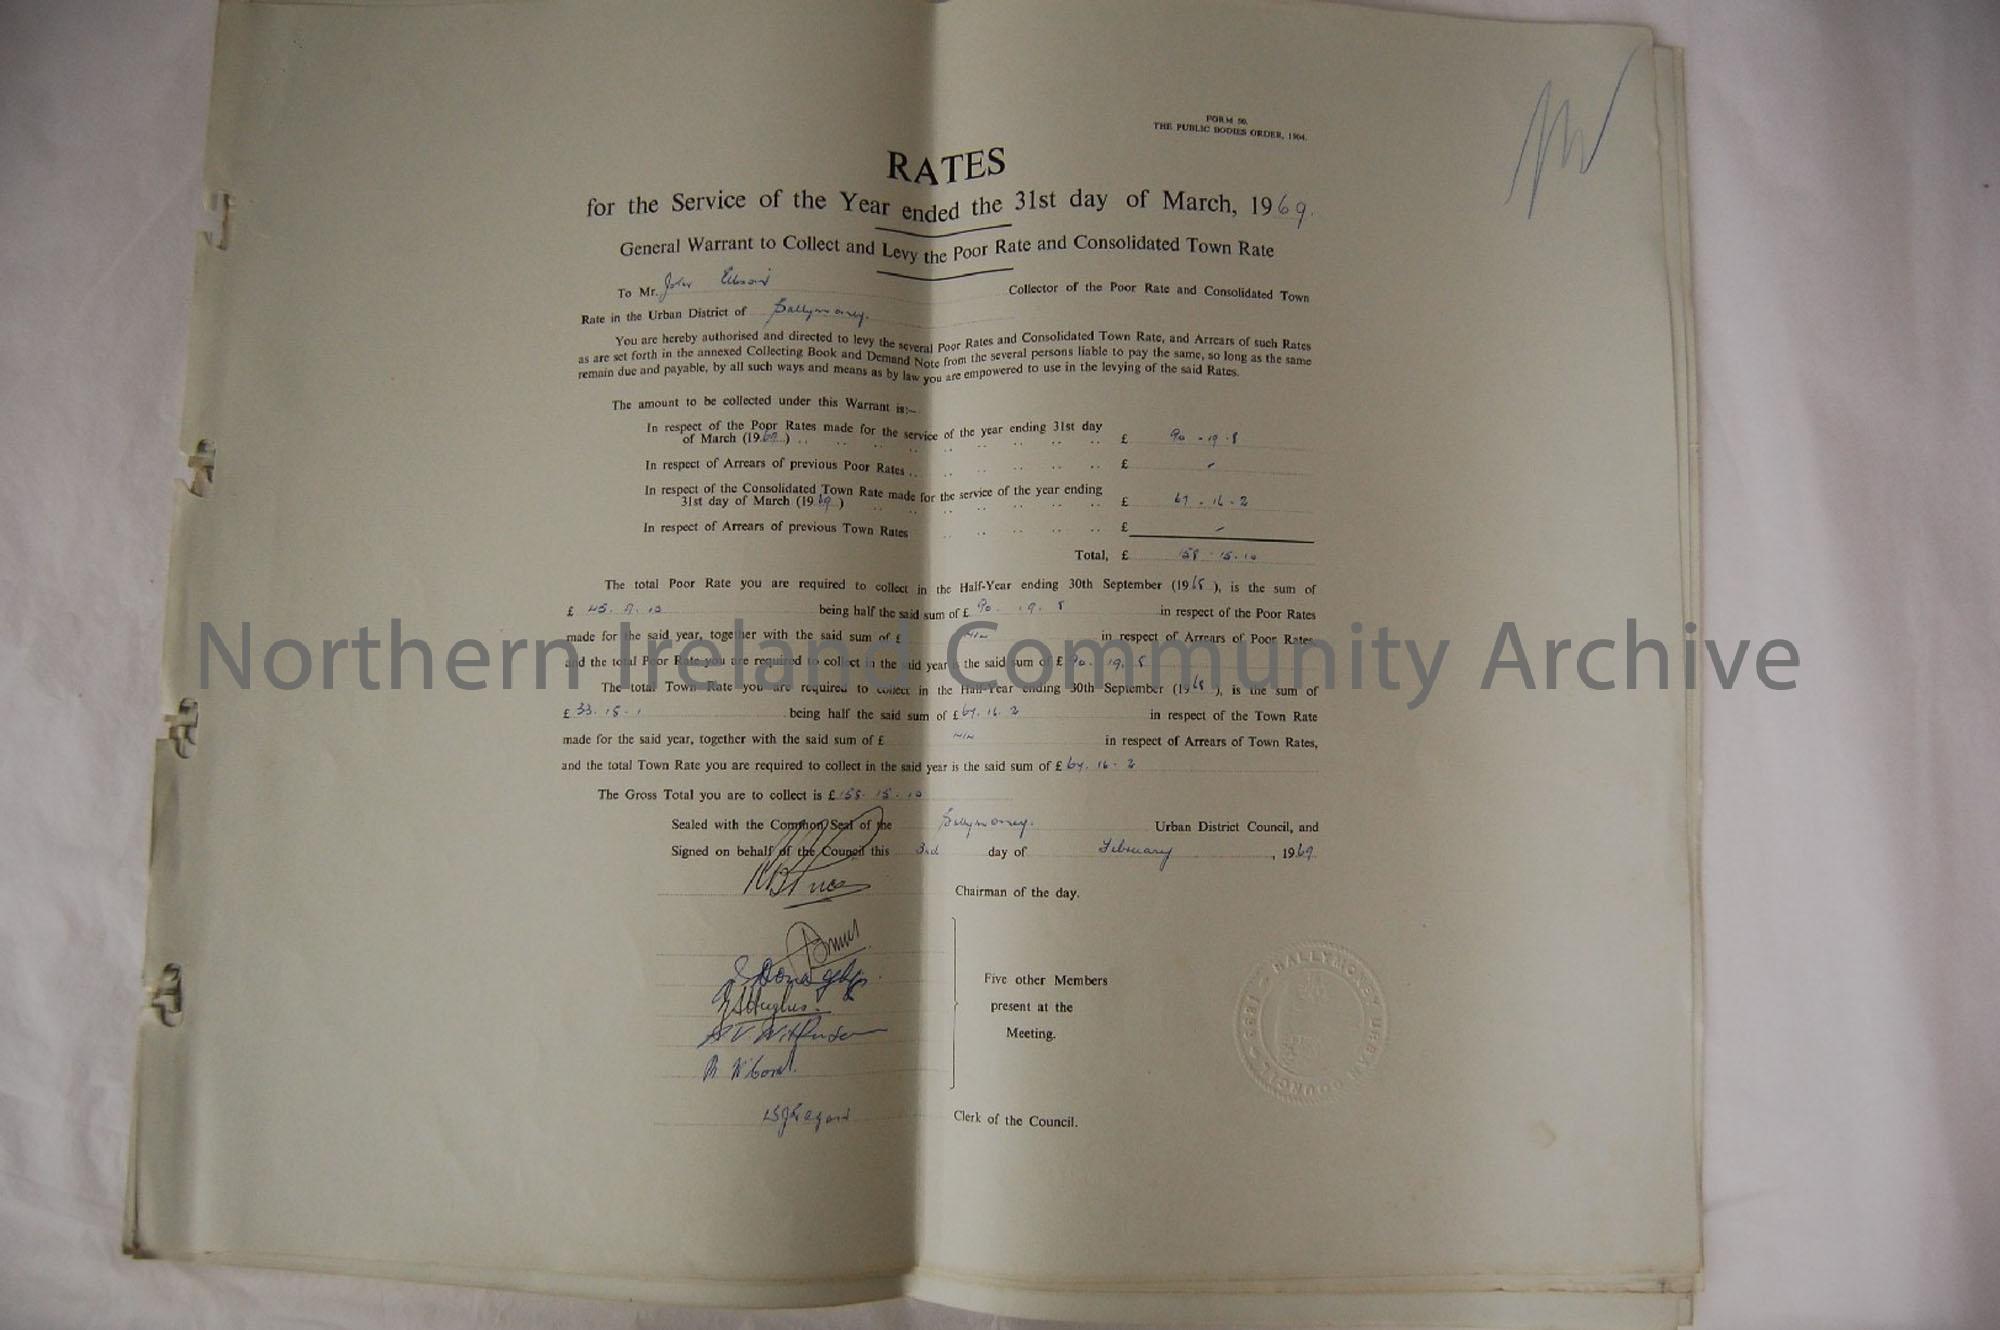 FORM 50.
THE PUBLIC BODIES ORDER, 1904.
RATES
for the Service of the Year ended the 31st day of March, 1969.
General Warrant to Collect and Levy the Poor Rate and Consolidated Town Rate
To Mr. John Collector of the Poor Rate and Consolidated Town
Rate in the Urban District of Ballymoney.
You are hereby authorised and directed to levy the several Poor Rates and Consolidated Town Rate, and Arrears of such Rates
as are set forth in the annexed Collecting Book and Demand Note from the several persons liable to pay the same, so long as the same
remain due and payable, by all such ways and means as by law you are empowered to use in the levying of the said Rates.
The amount to be collected under this Warrant is:—
In respect of the Poor Rates made for the service of the year ending 31st day
of March (1969) .. .. .. .. .. .. .. .. £ 90 - 19 - 8
In respect of Arrears of previous Poor Rates .. .. .. .. .. .. £ -
In respect of the Consolidated Town Rate made for the service of the year ending
31st day of March (1969) .. .. .. .. .. .. .. £ 67 - 16 - 2
In respect of Arrears of previous Town Rates .. .. .. .. .. £ -
Total, £ 158 - 15 - 10
The total Poor Rate you are required to collect in the Half-Year ending 30th September (1968), is the sum of
£ 45. 9. 10 being half the said sum of £ 90. 19. 8 in respect of the Poor Rates
made for the said year, together with the said sum of £ Nil in respect of Arrears of Poor Rates
and the total Poor Rate you are required to collect in the said year is the said sum of £ 90. 19. 8
The total Town Rate you are required to collect in the Half-Year ending 30th September (1968), is the sum of
£ 33. 18. 1 being half the said sum of £ 67. 16. 2 in respect of the Town Rate
made for the said year, together with the said sum of £ Nil in respect of Arrears of Town Rates,
and the total Town Rate you are required to collect in the said year is the said sum of £ 67. 16. 2
The Gross Total you are to collect is £ 158. 15. 10
Sealed with the Common Seal of the Ballymoney. Urban District Council, and
Signed on behalf of the Council this 3rd day of February, 1969
Chairman of the day.
Five other Members
present at the
Meeting.
Clerk of the Council.
BALLYMONEY URBAN COUNCIL
Northern Ireland Community Archive